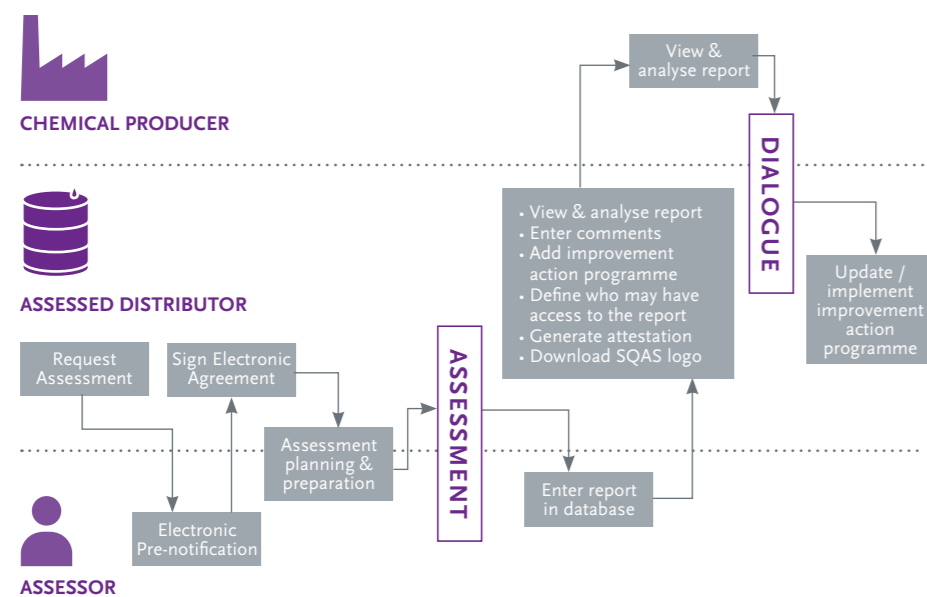 View &
analyse report
CHEMICAL PRODUCER
DIALOGUE
• View & analyse report
• Enter comments
• Add improvement
action programme
• Define who may have
access to the report
• Generate attestation
• Download SQAS logo
Update /
implement
improvement
action
programme
ASSESSED DISTRIBUTOR
Request
Assessment
Sign Electronic
Agreement
ASSESSMENT
Assessment
planning &
preparation
Enter report
in database
Electronic
Pre-notification
ASSESSOR